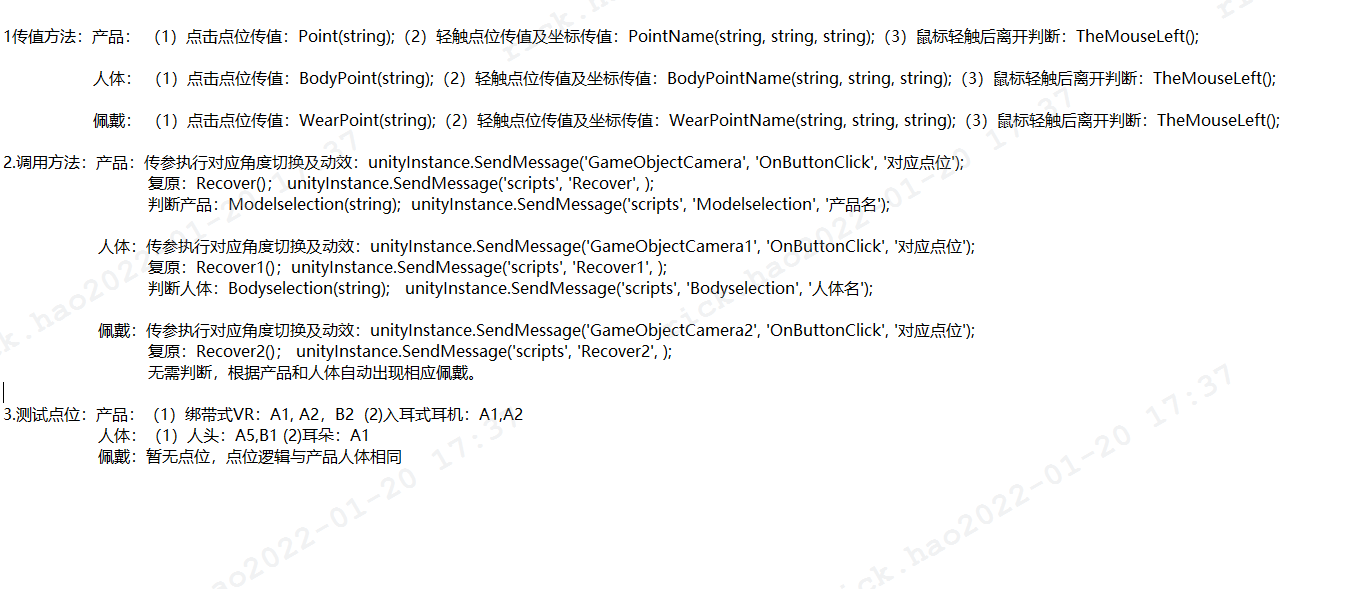 1传值方法：产品：（1）点击点位传值：Point(string);（2）轻触点位传值及坐标传值：PointName(string, string, string);（3）鼠标轻触后离开判断：TheMouseLeft();
人体：（1）点击点位传值：BodyPoint(string);（2）轻触点位传值及坐标传值：BodyPointName(string, string, string);（3）鼠标轻触后离开判断：TheMouseLeft();
佩戴：（1）点击点位传值：WearPoint(string);（2）轻触点位传值及坐标传值：WearPointName(string, string, string);（3）鼠标轻触后离开判断：TheMouseLeft();
2.调用方法：产品：传参执行对应角度切换及动效：unityInstance.SendMessage('GameObjectCamera', 'OnButtonClick', '对应点位');
复原：Recover(); unityInstance.SendMessage('scripts', 'Recover', );
判断产品：Modelselection(string); unityInstance.SendMessage('scripts', 'Modelselection', '产品名');
人体：传参执行对应角度切换及动效：unityInstance.SendMessage('GameObjectCamera1', 'OnButtonClick', '对应点位');
复原：Recover1(); unityInstance.SendMessage('scripts', 'Recover1', );
判断人体：Bodyselection(string); unityInstance.SendMessage('scripts', 'Bodyselection', '人体名');
佩戴：传参执行对应角度切换及动效：unityInstance.SendMessage('GameObjectCamera2', 'OnButtonClick', '对应点位');
复原：Recover2(); unityInstance.SendMessage('scripts', 'Recover2', );
无需判断，根据产品和人体自动出现相应佩戴。
3.测试点位：产品：（1）绑带式VR：A1, A2，B2 (2)入耳式耳机：A1,A2
人体：（1）人头：A5,B1 (2)耳朵：A1
佩戴：暂无点位，点位逻辑与产品人体相同